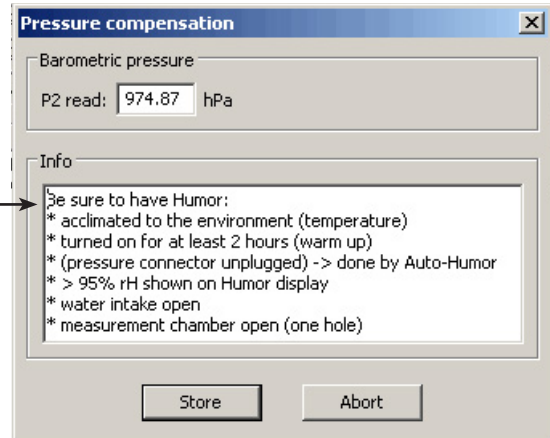 Pressure compensation
Barometric pressure
P2 read: 974.87 hPa
Info
Be sure to have Humor:
* acclimated to the environment (temperature)
* turned on for at least 2 hours (warm up)
* (pressure connector unplugged) -> done by Auto-Humor
* > 95% rH shown on Humor display
* water intake open
* measurement chamber open (one hole)
Store Abort